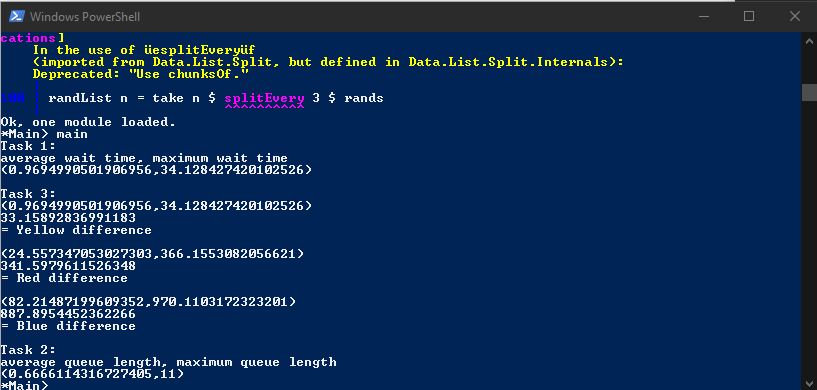 Windows PowerShell
cations]
In the use of üesplitEveryüf
(imported from Data.List.Split, but defined in Data.List.Split.Internals):
Deprecated: "Use chunksOf."
|
| randList n = take n $ splitEvery 3 $ rands
| ^^^^^^^^^^
Ok, one module loaded.
*Main> main
Task 1:
average wait time, maximum wait time
(0.9694990501906956,34.128427420102526)
Task 3:
(0.9694990501906956,34.128427420102526)
33.15892836991183
= Yellow difference
(24.557347053027303,366.1553082056621)
341.5979611526348
= Red difference
(82.21487199609352,970.1103172323201)
887.8954452362266
= Blue difference
Task 2:
average queue length, maximum queue length
(0.6666114316727405,11)
*Main>